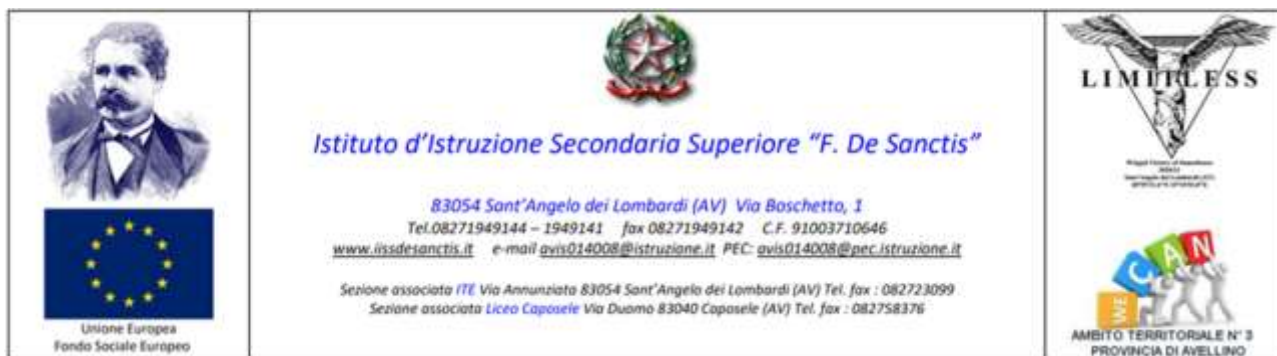 Unione Europea
Fondo Sociale Europeo
Istituto d'Istruzione Secondaria Superiore "F. De Sanctis"
83054 Sant'Angelo dei Lombardi (AV) Via Boschetto, 1
Tel.08271949144 – 1949141 fax 08271949142 C.F. 91003710646
www.iissdesanctis.it e-mail avis014008@istruzione.it PEC: avis014008@pec.istruzione.it
Sezione associata ITE Via Annunziata 83054 Sant'Angelo dei Lombardi (AV) Tel. fax : 082723099
Sezione associata Liceo Caposele Via Duomo 83040 Caposele (AV) Tel. fax : 082758376
LIMITLESS
WE CAN
AMBITO TERRITORIALE N° 3
PROVINCIA DI AVELLINO